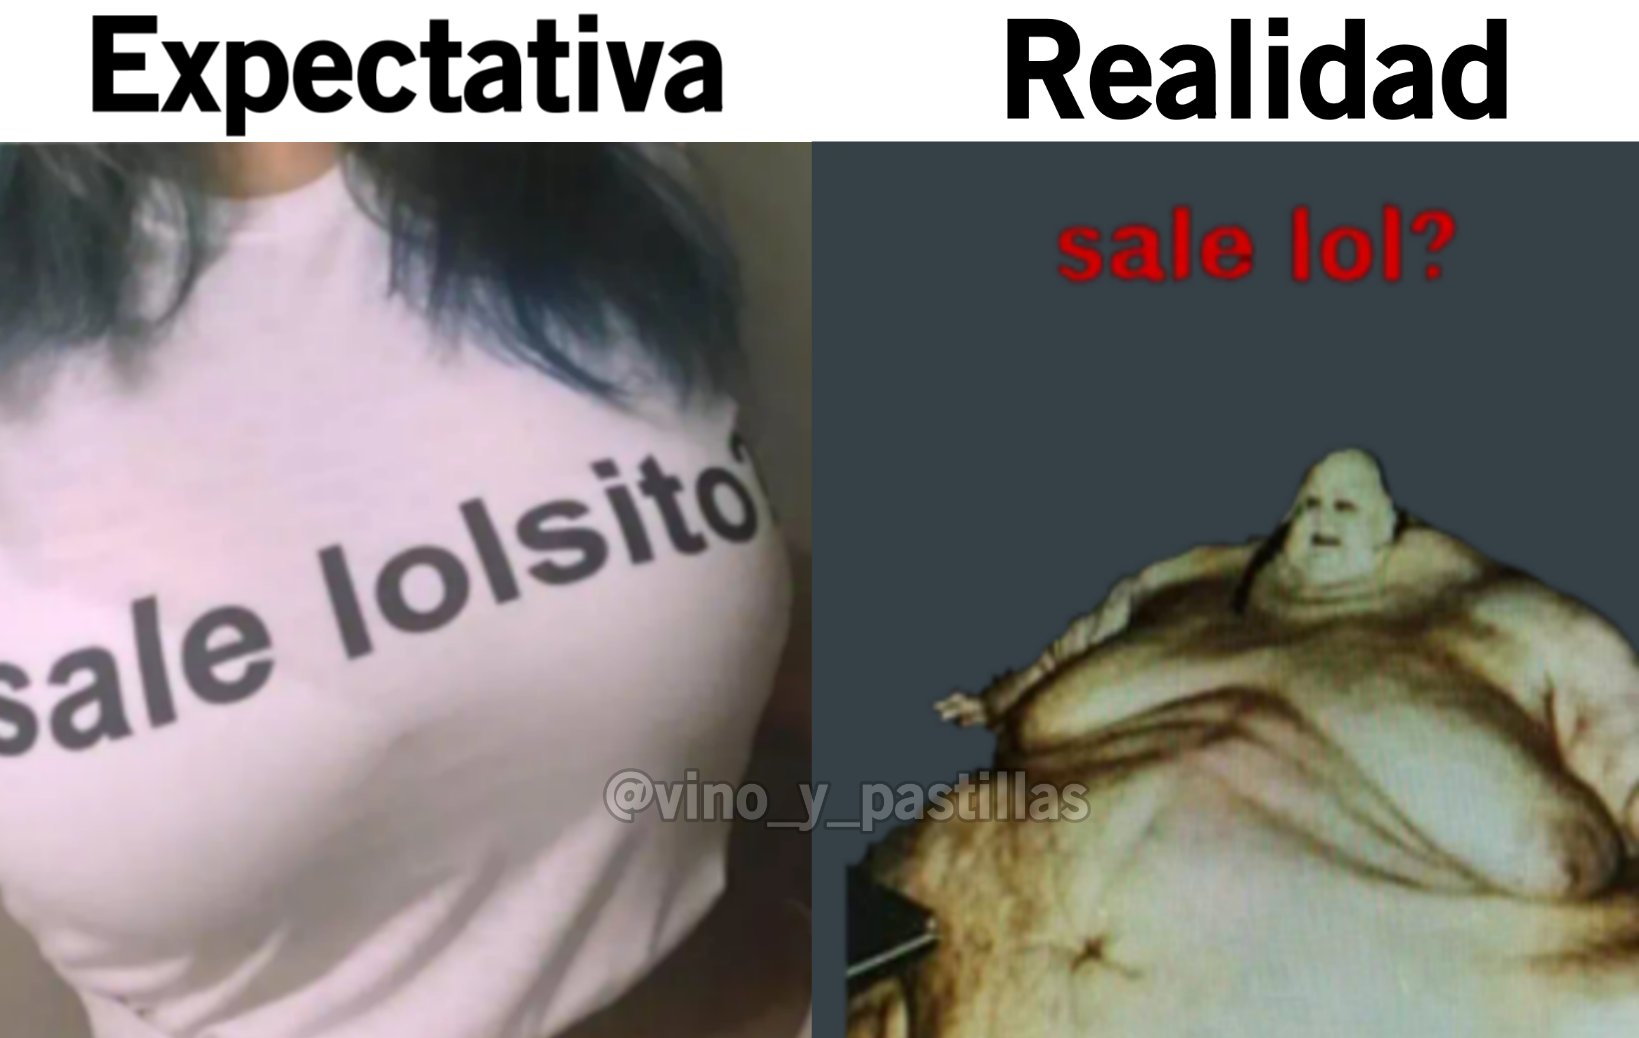 Expectativa
Realidad
sale lolsito?
sale lol?
@vino_y_pastillas